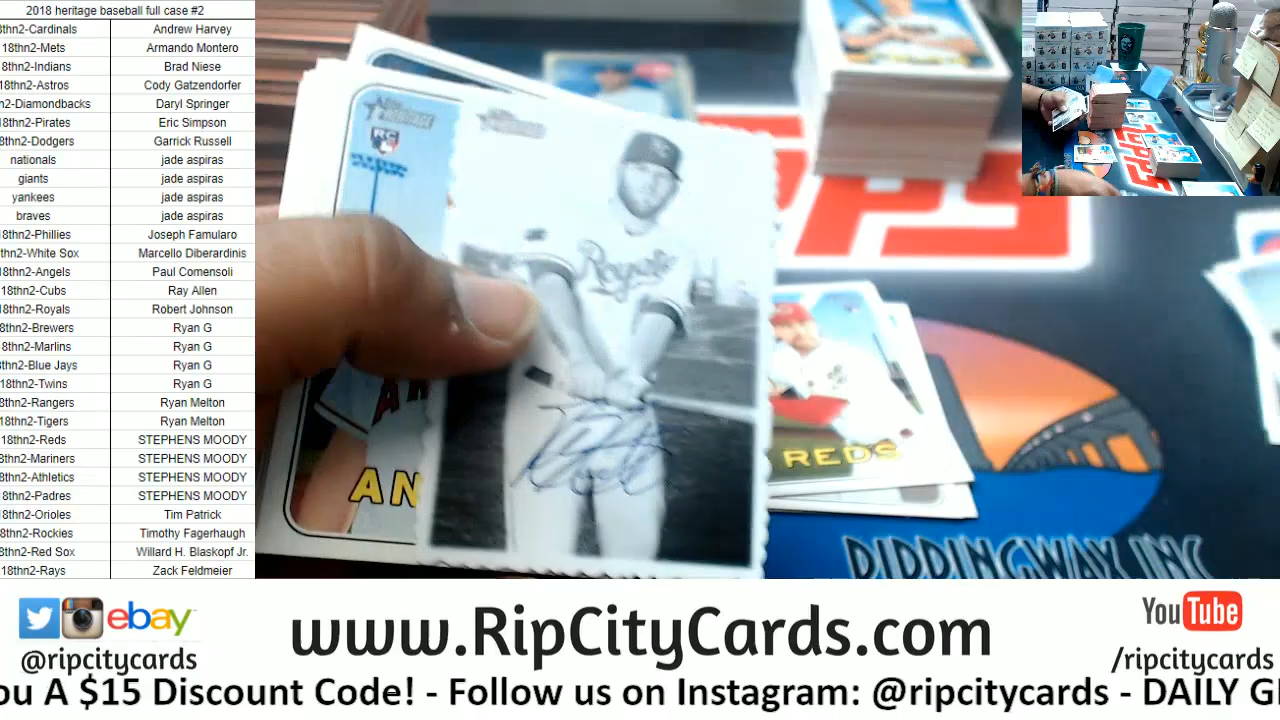 2018 heritage baseball full case #2
8thn2-Cardinals Andrew Harvey
18thn2-Mets Armando Montero
18thn2-Indians Brad Niese
18thn2-Astros Cody Gatzendorfer
n2-Diamondbacks Daryl Springer
18thn2-Pirates Eric Simpson
8thn2-Dodgers Garrick Russell
nationals jade aspiras
giants jade aspiras
yankees jade aspiras
braves jade aspiras
18thn2-Phillies Joseph Famularo
thn2-White Sox Marcello Diberardinis
18thn2-Angels Paul Comensoli
18thn2-Cubs Ray Allen
18thn2-Royals Robert Johnson
8thn2-Brewers Ryan G
8thn2-Marlins Ryan G
8thn2-Blue Jays Ryan G
18thn2-Twins Ryan G
18thn2-Rangers Ryan Melton
18thn2-Tigers Ryan Melton
18thn2-Reds STEPHENS MOODY
8thn2-Mariners STEPHENS MOODY
8thn2-Athletics STEPHENS MOODY
8thn2-Padres STEPHENS MOODY
18thn2-Orioles Tim Patrick
8thn2-Rockies Timothy Fagerhaugh
8thn2-Red Sox Willard H. Blaskopf Jr.
18thn2-Rays Zack Feldmeier
RC
Royals
AN
REDS
RIPPINGWAX INC
ebay
@ripcitycards
www.RipCityCards.com
YouTube
/ripcitycards
ou A $15 Discount Code! - Follow us on Instagram: @ripcitycards - DAILY G